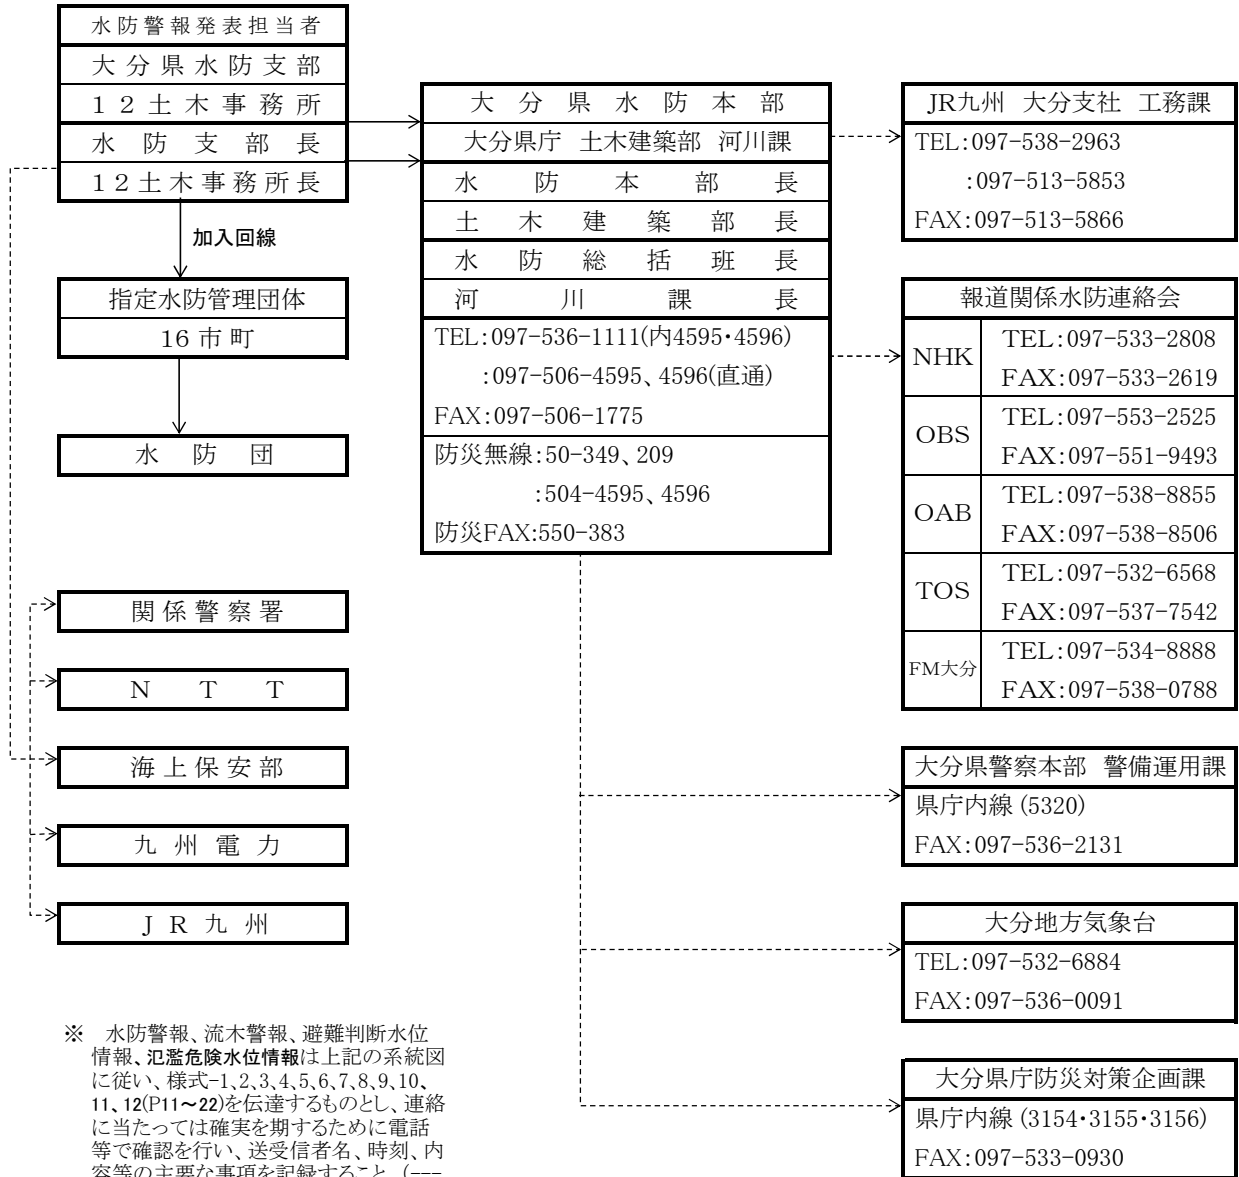 水防警報発表担当者
大分県水防支部
１２土木事務所
水防支部長
１２土木事務所長
加入回線
指定水防管理団体
16市町
水防団
関係警察署
NTT
海上保安部
九州電力
JR九州
※ 水防警報、流木警報、避難判断水位
情報、氾濫危険水位情報は上記の系統図
に従い、様式-1,2,3,4,5,6,7,8,9,10、
11、12(P11～22)を伝達するものとし、連絡
に当たっては確実を期するために電話
等で確認を行い、送受信者名、時刻、内
容等の主要な事項を記録すること。(---
大分県水防本部
大分県庁 土木建築部 河川課
水防本部長
土木建築部長
水防総括班長
河川課長
TEL:097-536-1111(内4595・4596)
:097-506-4595、4596(直通)
FAX:097-506-1775
防災無線:50-349、209
:504-4595、4596
防災FAX:550-383
JR九州 大分支社 工務課
TEL:097-538-2963
:097-513-5853
FAX:097-513-5866
報道関係水防連絡会
NHK TEL:097-533-2808
FAX:097-533-2619
OBS TEL:097-553-2525
FAX:097-551-9493
OAB TEL:097-538-8855
FAX:097-538-8506
TOS TEL:097-532-6568
FAX:097-537-7542
FM大分 TEL:097-534-8888
FAX:097-538-0788
大分県警察本部 警備運用課
県庁内線 (5320)
FAX:097-536-2131
大分地方気象台
TEL:097-532-6884
FAX:097-536-0091
大分県庁防災対策企画課
県庁内線 (3154・3155・3156)
FAX:097-533-0930